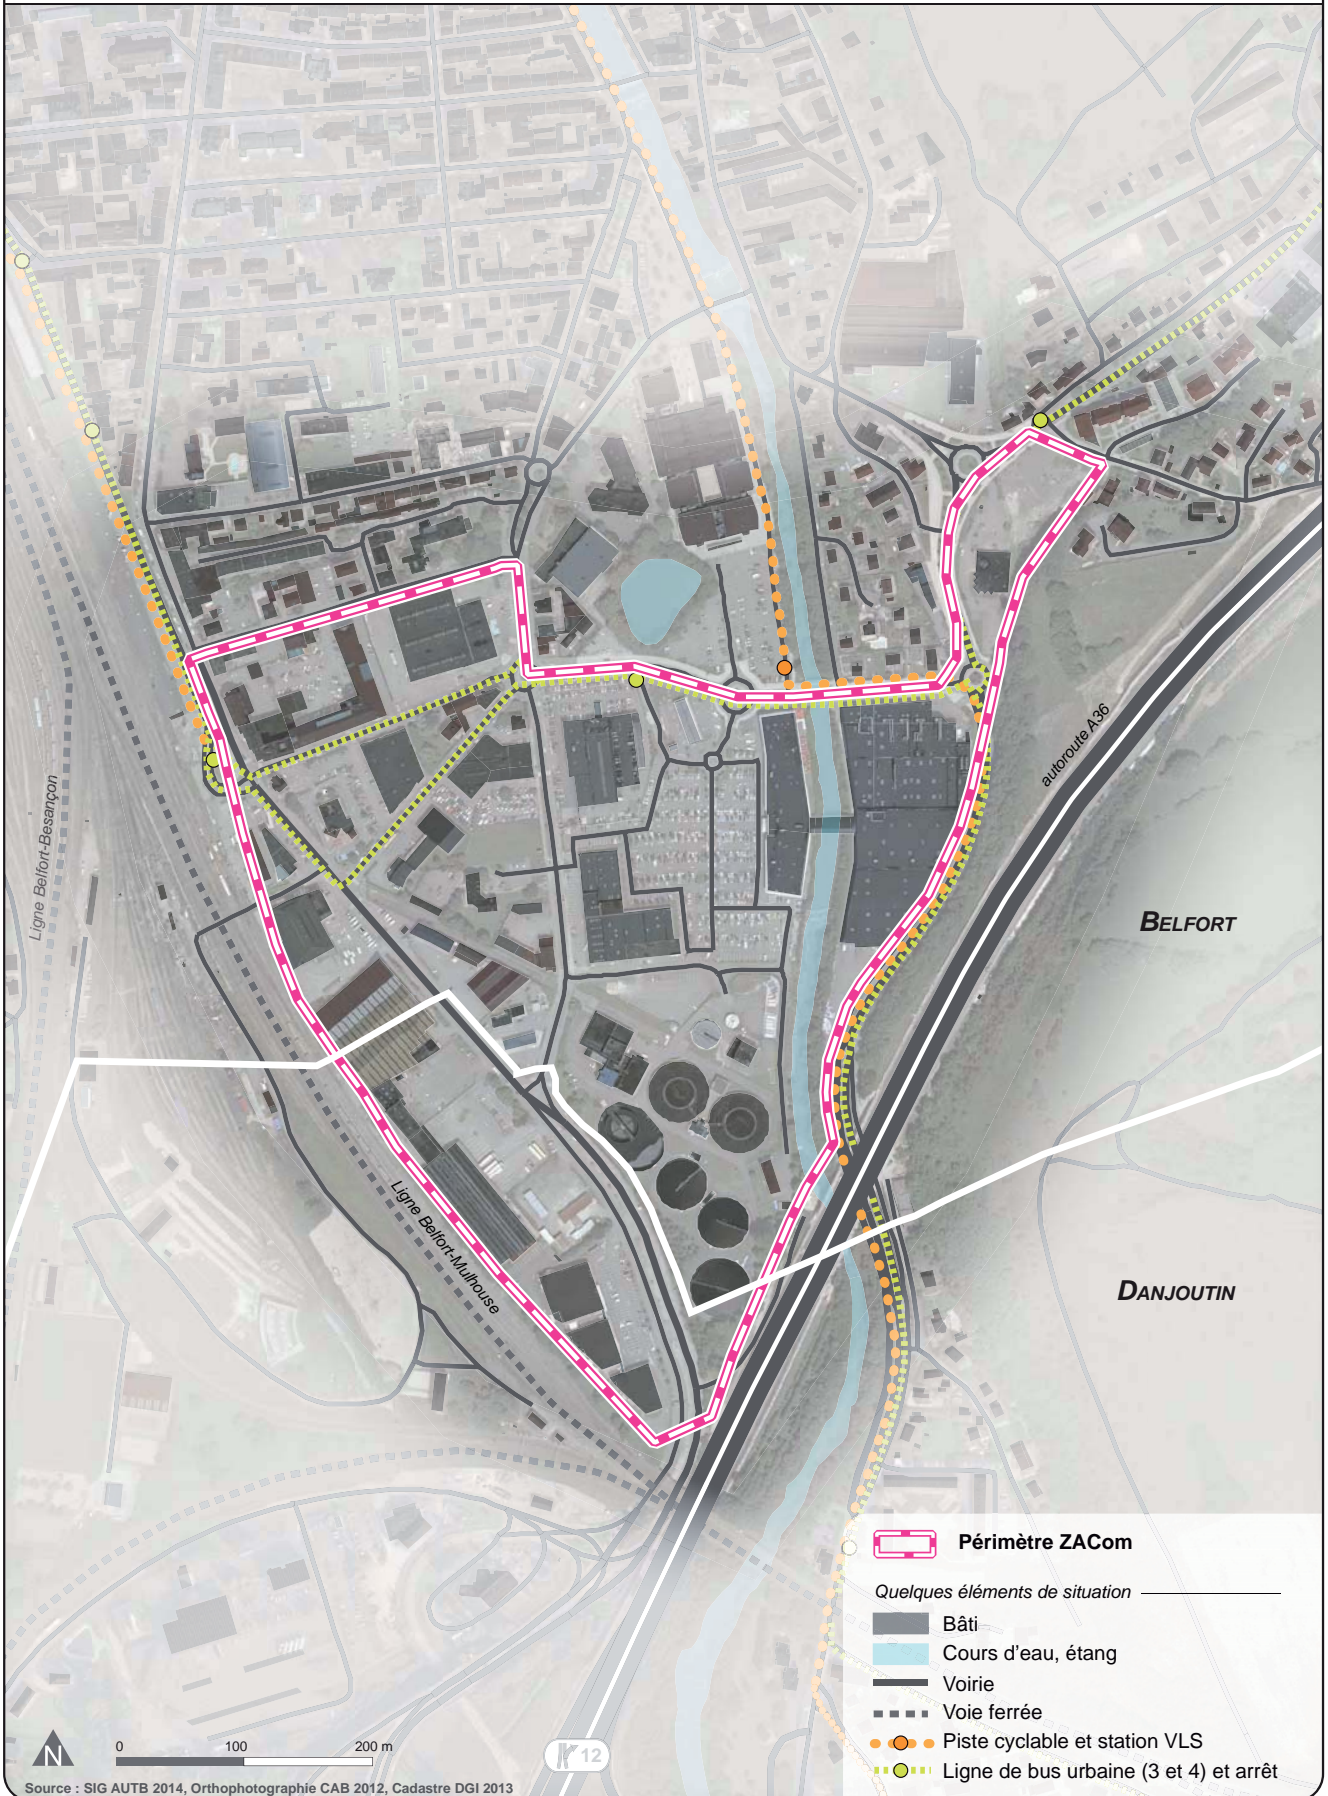 autoroute A36
Ligne Belfort-Besançon
BELFORT
Ligne Belfort-Mulhouse
DANJOUTIN
Périmètre ZACom
Quelques éléments de situation
Bâti
Cours d'eau, étang
Voirie
Voie ferrée
Piste cyclable et station VLS
Ligne de bus urbaine (3 et 4) et arrêt
N
0 100 200 m
12
Source : SIG AUTB 2014, Orthophotographie CAB 2012, Cadastre DGI 2013